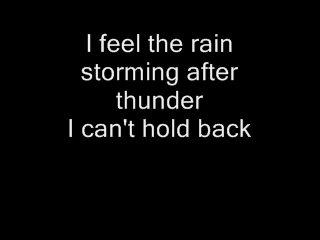 I feel the rain
storming after
thunder
I can't hold back